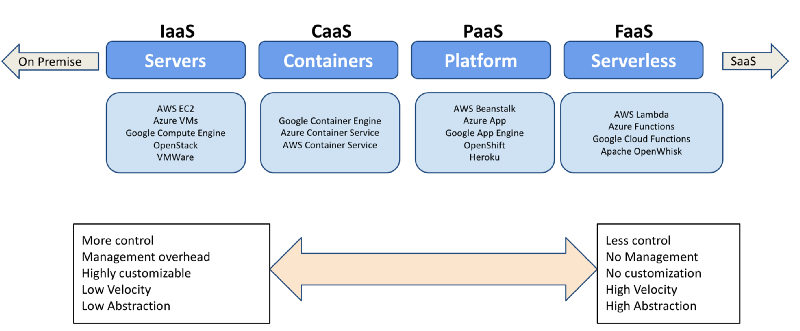 IaaS
CaaS
PaaS
FaaS
On Premise
Servers
Containers
Platform
Serverless
SaaS
AWS EC2
Azure VMs
Google Compute Engine
OpenStack
VMWare
Google Container Engine
Azure Container Service
AWS Container Service
AWS Beanstalk
Azure App
Google App Engine
OpenShift
Heroku
AWS Lambda
Azure Functions
Google Cloud Functions
Apache OpenWhisk
More control
Management overhead
Highly customizable
Low Velocity
Low Abstraction
Less control
No Management
No customization
High Velocity
High Abstraction